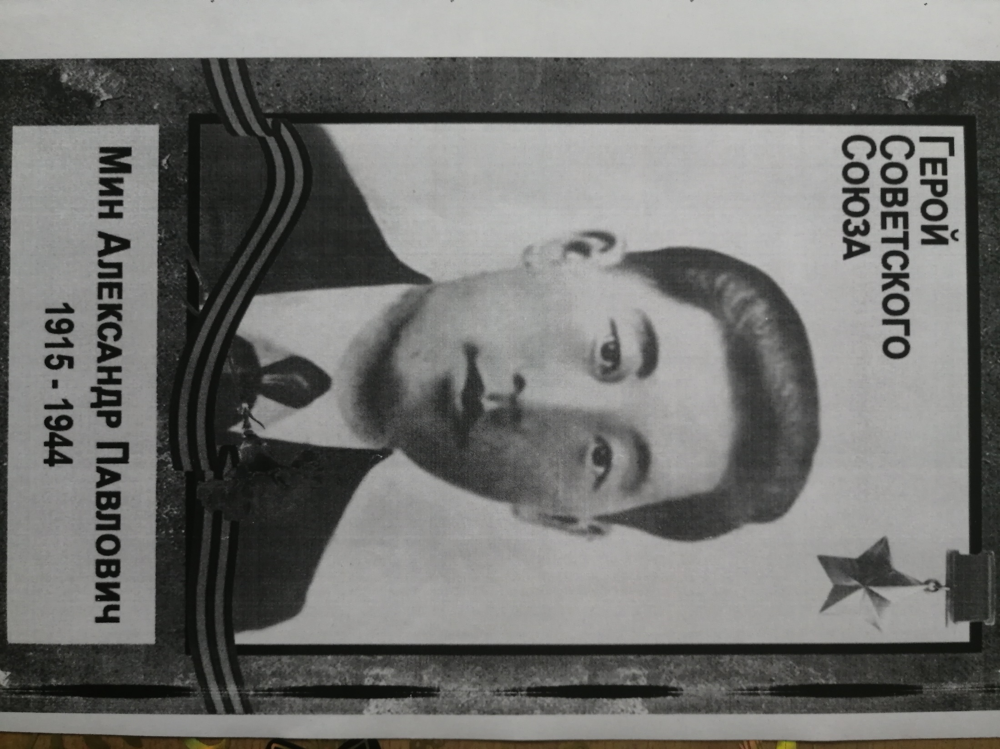 Герой
Советского
Союза
Мин Александр Павлович
1915 - 1944